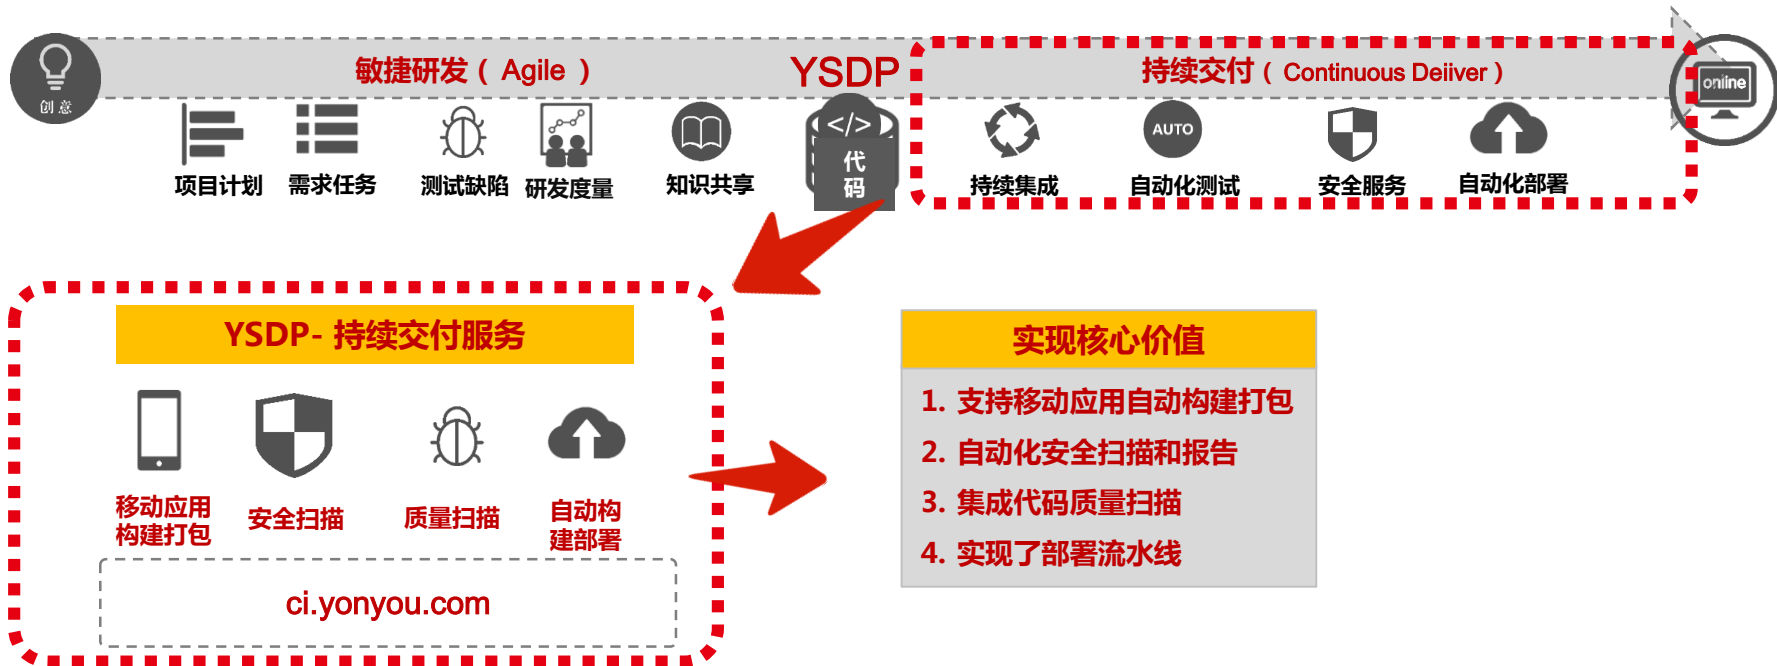 创意
敏捷研发（ Agile ）
YSDP
持续交付（ Continuous Deiiver）
online
项目计划
需求任务
测试缺陷
研发度量
知识共享
</>
代
码
持续集成
AUTO
自动化测试
安全服务
自动化部署
YSDP- 持续交付服务
移动应用
构建打包
安全扫描
质量扫描
自动构
建部署
ci.yonyou.com
实现核心价值
1. 支持移动应用自动构建打包
2. 自动化安全扫描和报告
3. 集成代码质量扫描
4. 实现了部署流水线